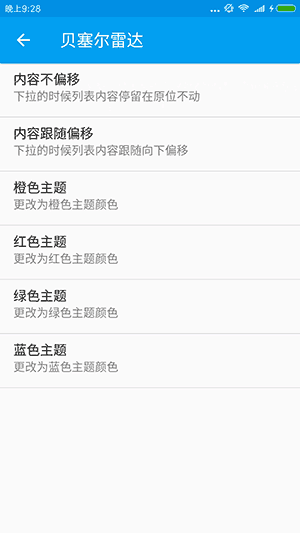 晚上9:28
贝塞尔雷达
内容不偏移
下拉的时候列表内容停留在原位不动
内容跟随偏移
下拉的时候列表内容跟随向下偏移
橙色主题
更改为橙色主题颜色
红色主题
更改为红色主题颜色
绿色主题
更改为绿色主题颜色
蓝色主题
更改为蓝色主题颜色